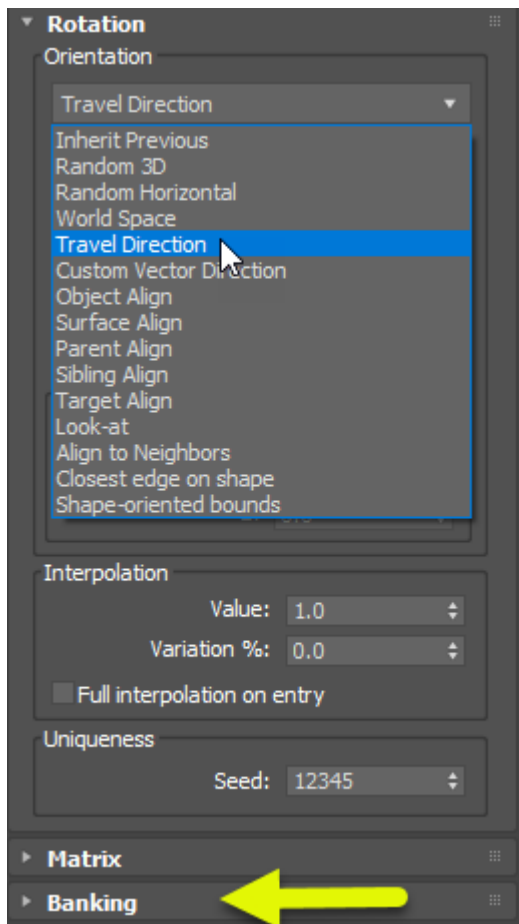 Rotation
Orientation
Travel Direction
Inherit Previous
Random 3D
Random Horizontal
World Space
Travel Direction
Custom Vector Direction
Object Align
Surface Align
Parent Align
Sibling Align
Target Align
Look-at
Align to Neighbors
Closest edge on shape
Shape-oriented bounds
Interpolation
Value: 1.0
Variation %: 0.0
Full interpolation on entry
Uniqueness
Seed: 12345
Matrix
Banking